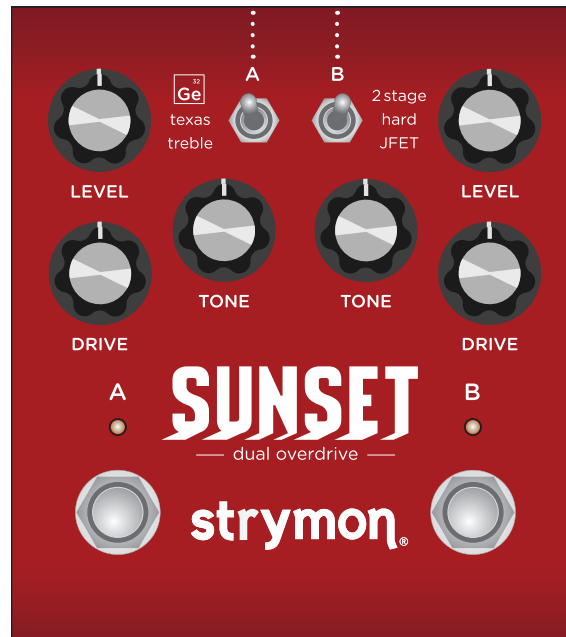 A B
32
Ge
texas
treble
2 stage
hard
JFET
LEVEL
LEVEL
TONE
TONE
DRIVE
DRIVE
A
B
SUNSET
dual overdrive
strymon®